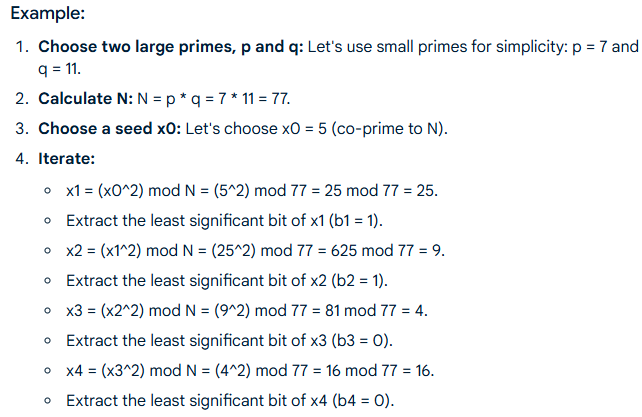 Example:
1. Choose two large primes, p and q: Let's use small primes for simplicity: p = 7 and
q = 11.
2. Calculate N: N = p * q = 7 * 11 = 77.
3. Choose a seed x0: Let's choose x0 = 5 (co-prime to N).
4. Iterate:
○ x1 = (x0^2) mod N = (5^2) mod 77 = 25 mod 77 = 25.
○ Extract the least significant bit of x1 (b1 = 1).
○ x2 = (x1^2) mod N = (25^2) mod 77 = 625 mod 77 = 9.
○ Extract the least significant bit of x2 (b2 = 1).
○ x3 = (x2^2) mod N = (9^2) mod 77 = 81 mod 77 = 4.
○ Extract the least significant bit of x3 (b3 = 0).
○ x4 = (x3^2) mod N = (4^2) mod 77 = 16 mod 77 = 16.
○ Extract the least significant bit of x4 (b4 = 0).